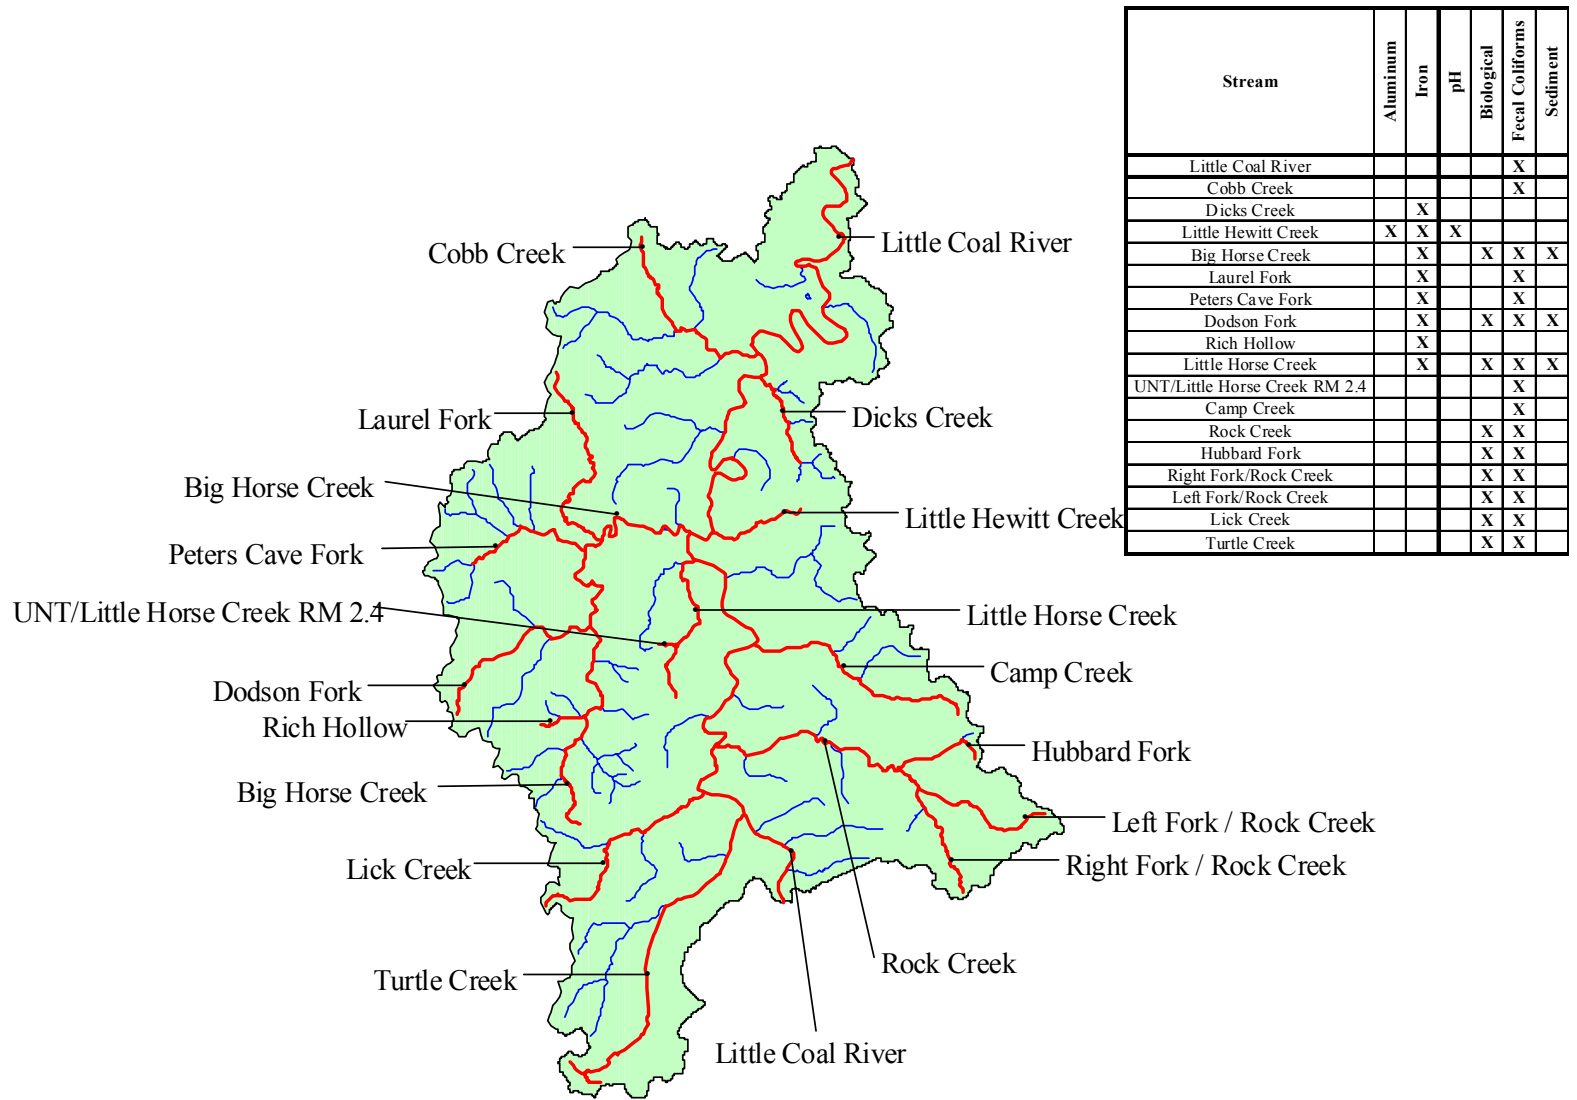 Stream Aluminum Iron pH Biological Fecal Coliforms Sediment
Little Coal River X
Cobb Creek X
Dicks Creek X
Little Hewitt Creek X X X
Big Horse Creek X X X X
Laurel Fork X X
Peters Cave Fork X X
Dodson Fork X X X X
Rich Hollow X
Little Horse Creek X X X X
UNT/Little Horse Creek RM 2.4 X
Camp Creek X
Rock Creek X X
Hubbard Fork X X
Right Fork/Rock Creek X X
Left Fork/Rock Creek X X
Lick Creek X X
Turtle Creek X X
Cobb Creek
Little Coal River
Laurel Fork
Dicks Creek
Big Horse Creek
Little Hewitt Creek
Peters Cave Fork
UNT/Little Horse Creek RM 2.4
Little Horse Creek
Camp Creek
Dodson Fork
Rich Hollow
Hubbard Fork
Big Horse Creek
Left Fork / Rock Creek
Right Fork / Rock Creek
Lick Creek
Rock Creek
Turtle Creek
Little Coal River